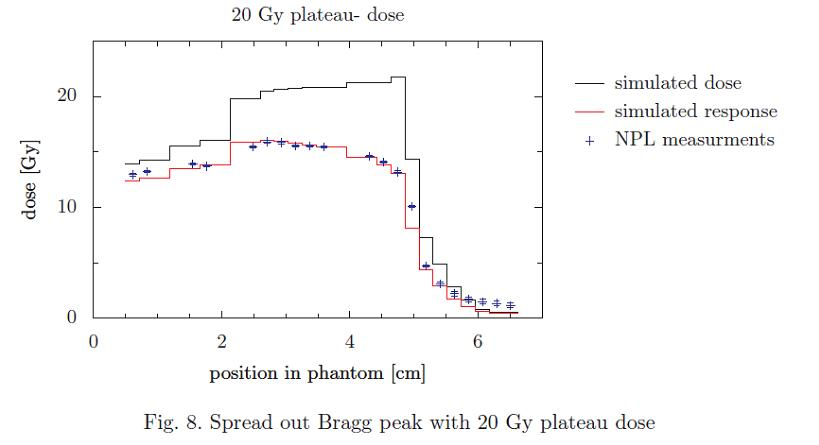 20 Gy plateau- dose
simulated dose
simulated response
NPL measurments
dose [Gy]
20
10
0
0 2 4 6
position in phantom [cm]
Fig. 8. Spread out Bragg peak with 20 Gy plateau dose